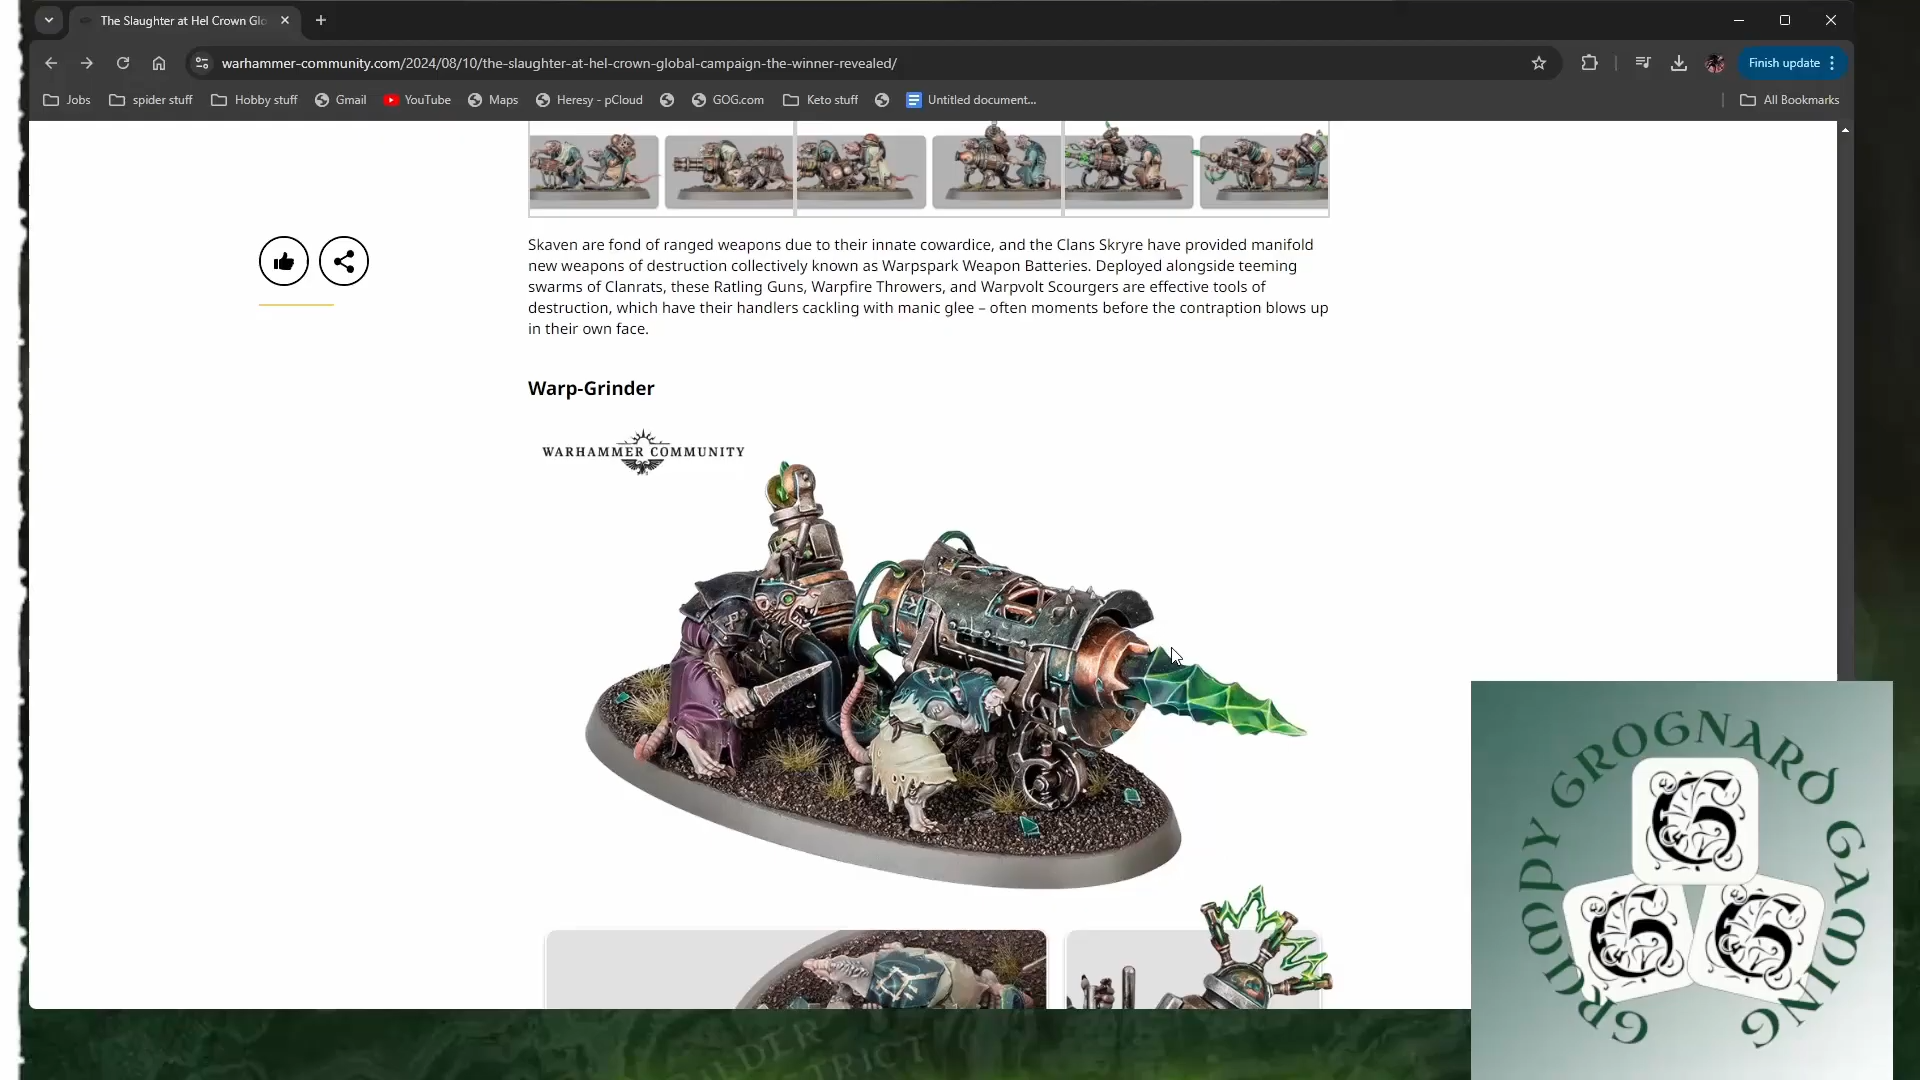 The Slaughter at Hel Crown Glo
warhammer-community.com/2024/08/10/the-slaughter-at-hel-crown-global-campaign-the-winner-revealed/
Finish update
Jobs
spider stuff
Hobby stuff
Gmail
YouTube
Maps
Heresy - pCloud
GOG.com
Keto stuff
Untitled document...
All Bookmarks
Skaven are fond of ranged weapons due to their innate cowardice, and the Clans Skryre have provided manifold
new weapons of destruction collectively known as Warpspark Weapon Batteries. Deployed alongside teeming
swarms of Clanrats, these Ratling Guns, Warpfire Throwers, and Warpvolt Scourgers are effective tools of
destruction, which have their handlers cackling with manic glee – often moments before the contraption blows up
in their own face.
Warp-Grinder
WARHAMMER COMMUNITY
GRUMPY GROGNARD GAMING
G
G
G